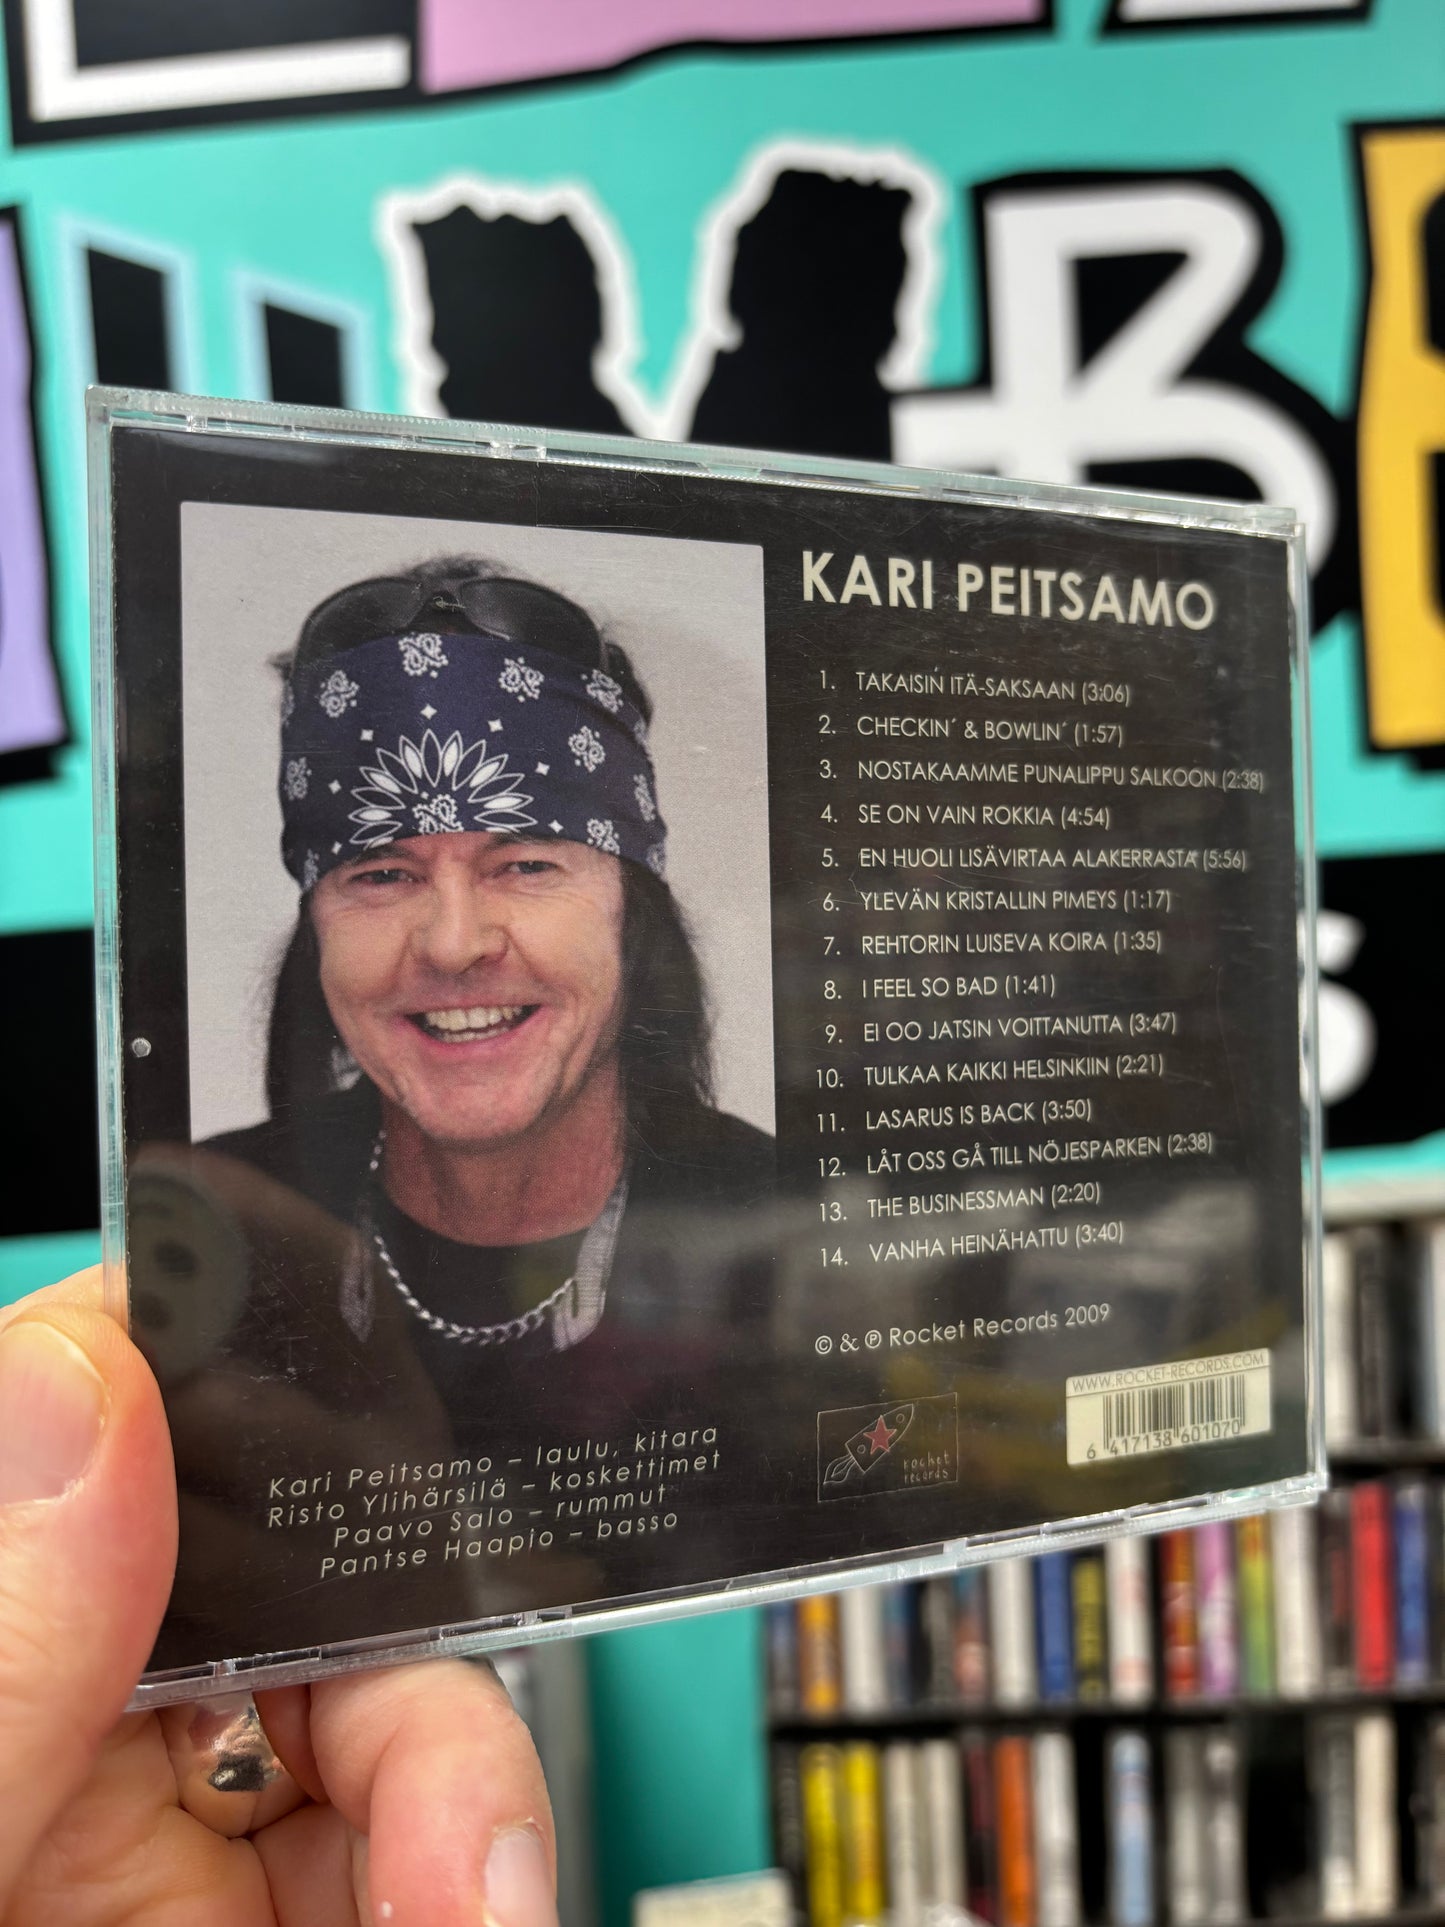 KARI PEITSAMO
1. TAKAISIN ITÄ-SAKSAAN (3:06)
2. CHECKIN´ & BOWLIN´ (1:57)
3. NOSTAKAAMME PUNALIPPU SALKOON (2:38)
4. SE ON VAIN ROKKIA (4:54)
5. EN HUOLI LISÄVIRTAA ALAKERRASTA (5:56)
6. YLEVÄN KRISTALLIN PIMEYS (1:17)
7. REHTORIN LUISEVA KOIRA (1:35)
8. I FEEL SO BAD (1:41)
9. EI OO JATSIN VOITTANUTTA (3:47)
10. TULKAA KAIKKI HELSINKIIN (2:21)
11. LASARUS IS BACK (3:50)
12. LÅT OSS GÅ TILL NÖJESPARKEN (2:38)
13. THE BUSINESSMAN (2:20)
14. VANHA HEINÄHATTU (3:40)
© & ℗ Rocket Records 2009
WWW.ROCKET-RECORDS.COM
6 417138 601070
rocket
records
Kari Peitsamo – laulu, kitara
Risto Ylihärsilä – koskettimet
Paavo Salo – rummut
Pantse Haapio – basso